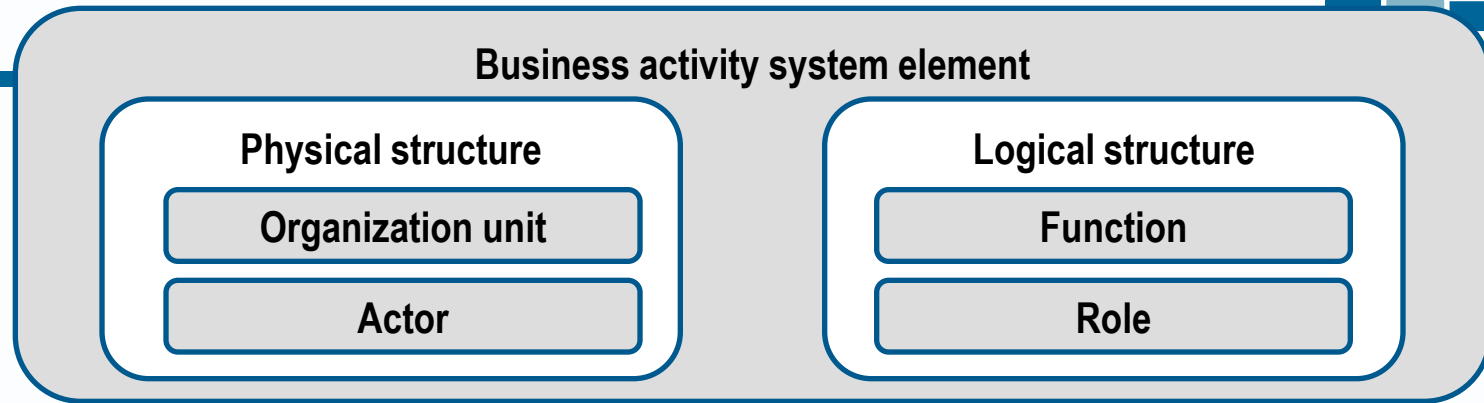 Business activity system element
Physical structure
Organization unit
Actor
Logical structure
Function
Role